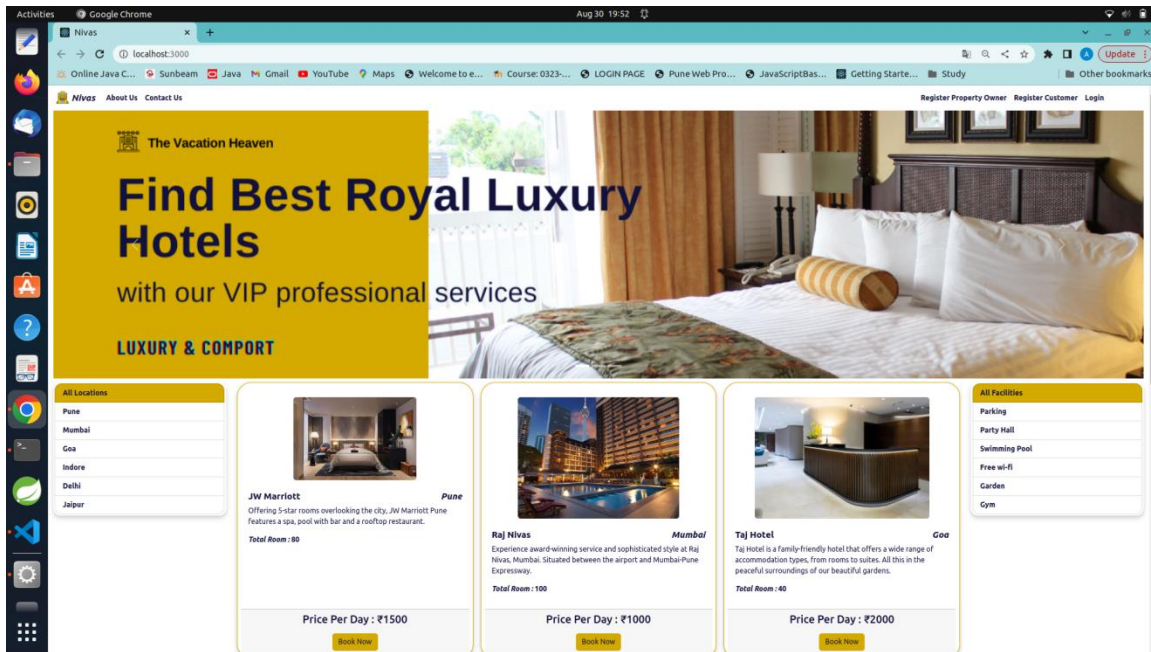 Activities Google Chrome Aug 30 19:52
Nivas
localhost:3000 Update
Online Java C... Sunbeam Java Gmail YouTube Maps Welcome to e... Course: 0323-... LOGIN PAGE Pune Web Pro... JavaScriptBas... Getting Starte... Study Other bookmarks
Nivas About Us Contact Us Register Property Owner Register Customer Login
The Vacation Heaven
Find Best Royal Luxury
Hotels
with our VIP professional services
LUXURY & COMPORT
All Locations
Pune
Mumbai
Goa
Indore
Delhi
Jaipur
JW Marriott Pune
Offering 5-star rooms overlooking the city, JW Marriott Pune
features a spa, pool with bar and a rooftop restaurant.
Total Room : 80
Price Per Day : ₹1500
Book Now
Raj Nivas Mumbai
Experience award-winning service and sophisticated style at Raj
Nivas, Mumbai. Situated between the airport and Mumbai-Pune
Expressway.
Total Room : 100
Price Per Day : ₹1000
Book Now
Taj Hotel Goa
Taj Hotel is a family-friendly hotel that offers a wide range of
accommodation types, from rooms to suites. All this in the
peaceful surroundings of our beautiful gardens.
Total Room : 40
Price Per Day : ₹2000
Book Now
All Facilities
Parking
Party Hall
Swimming Pool
Free wi-fi
Garden
Gym